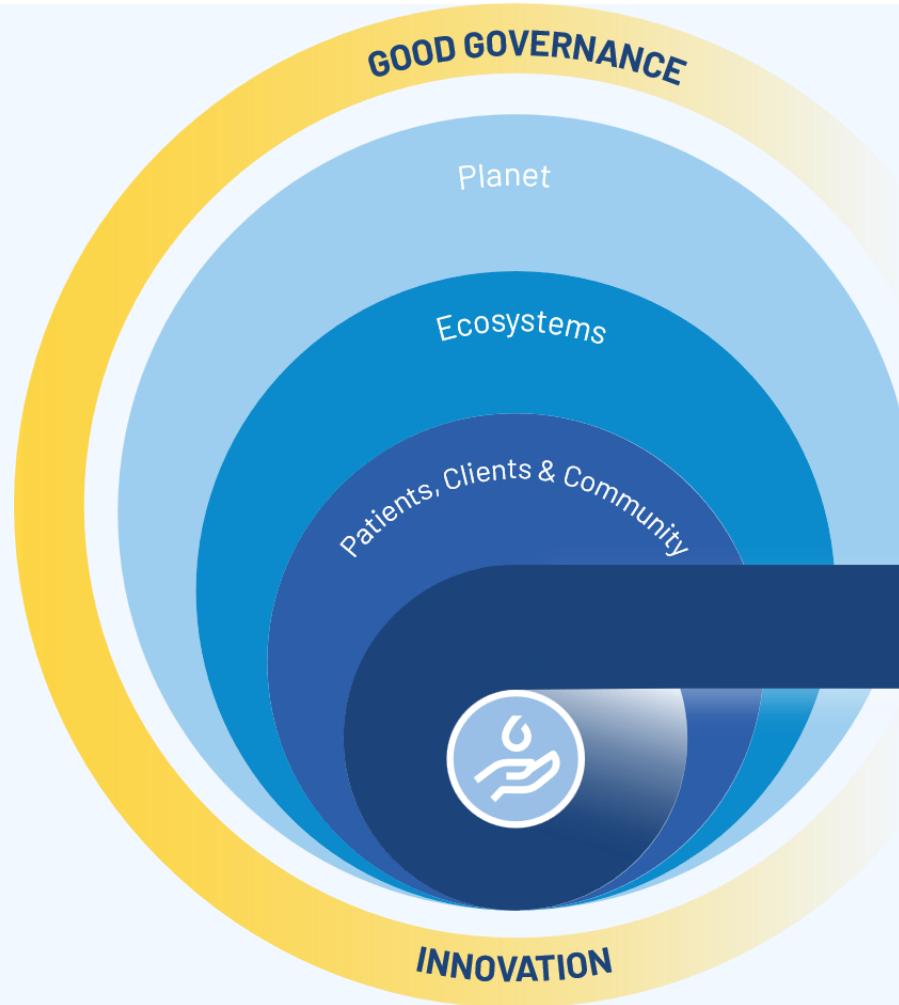 GOOD GOVERNANCE
Planet
Ecosystems
Patients, Clients & Community
INNOVATION